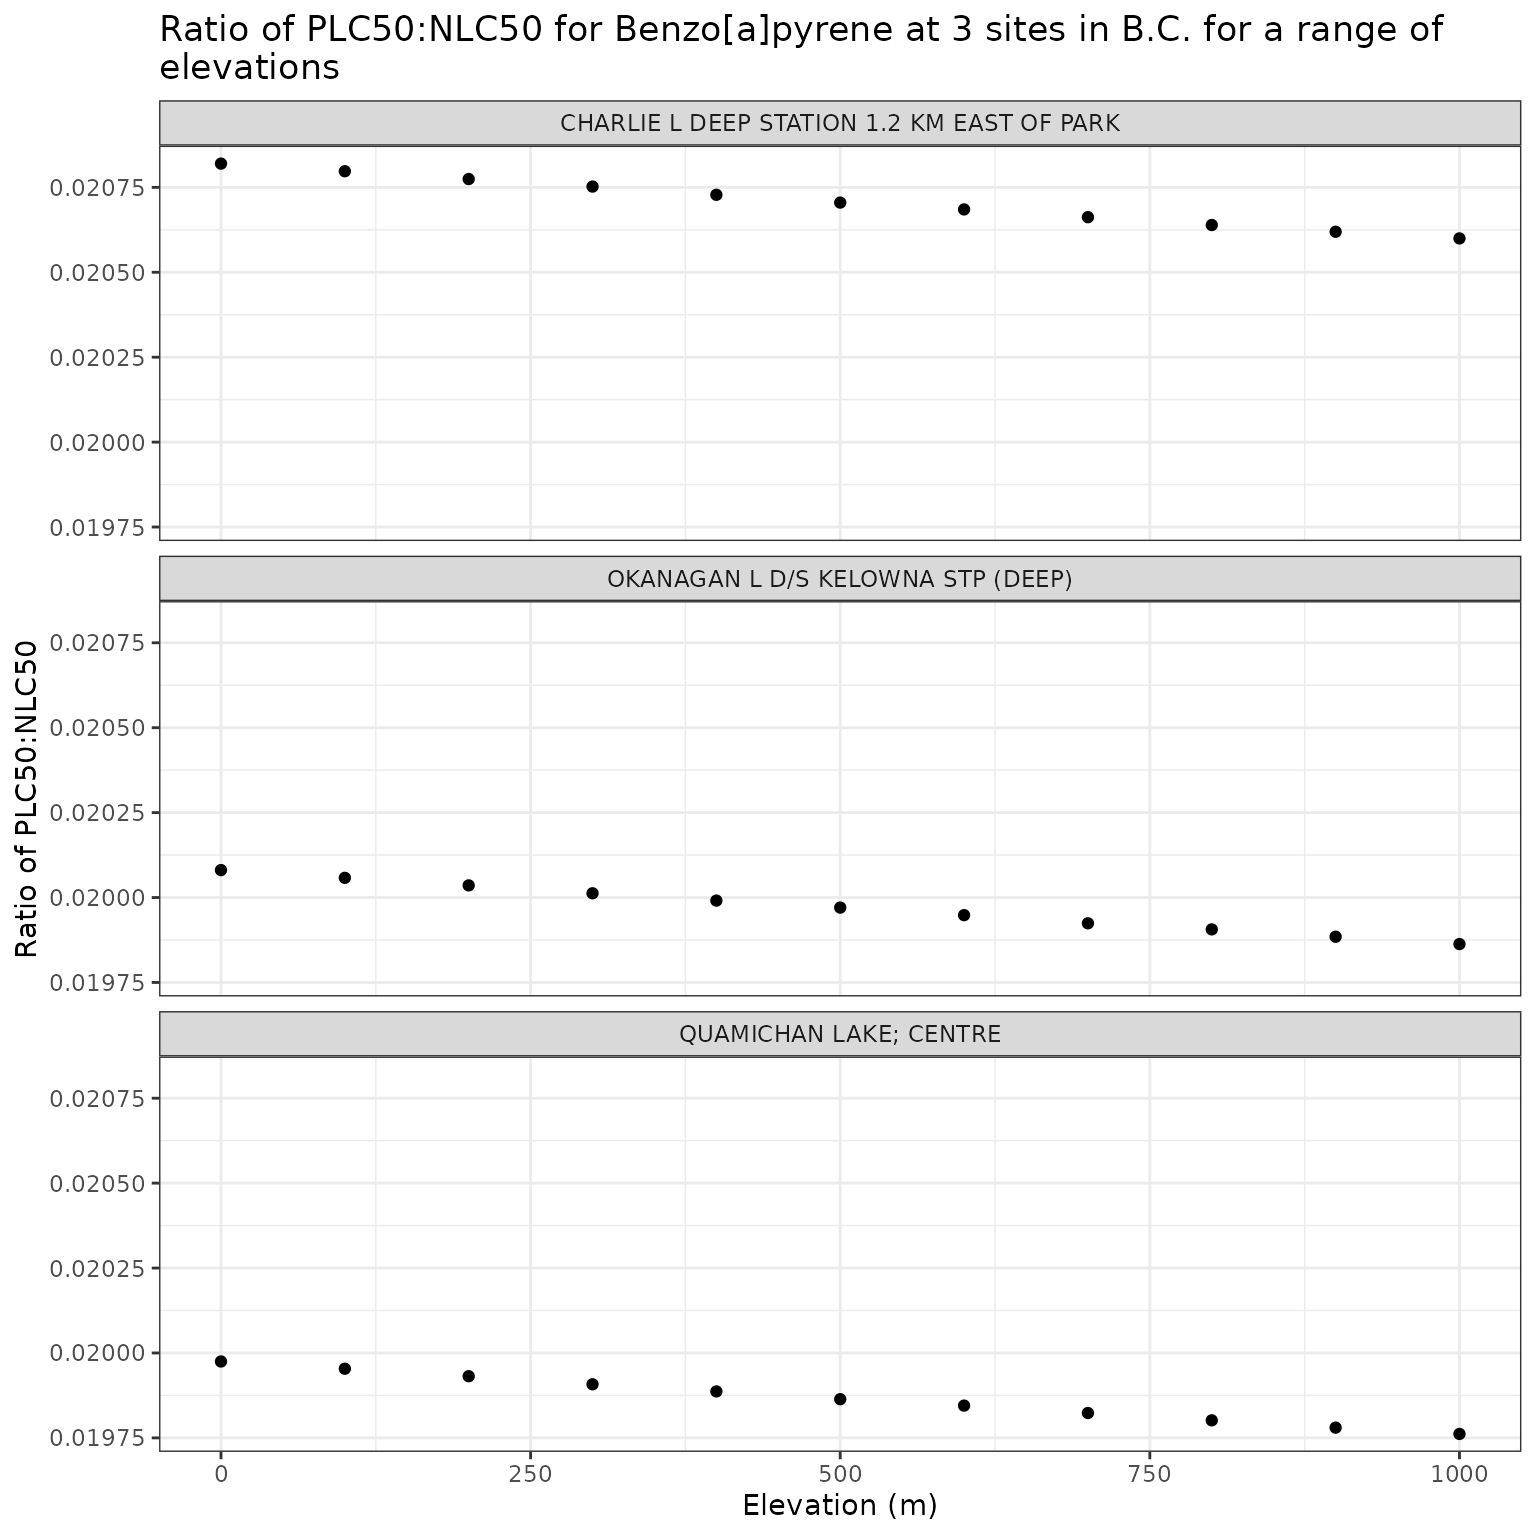 Ratio of PLC50:NLC50 for Benzo[a]pyrene at 3 sites in B.C. for a range of
elevations
CHARLIE L DEEP STATION 1.2 KM EAST OF PARK
0.02075
0.02050
0.02025
0.02000
0.01975
OKANAGAN L D/S KELOWNA STP (DEEP)
Ratio of PLC50:NLC50
0.02075
0.02050
0.02025
0.02000
0.01975
QUAMICHAN LAKE; CENTRE
0.02075
0.02050
0.02025
0.02000
0.01975
0 250 500 750 1000
Elevation (m)